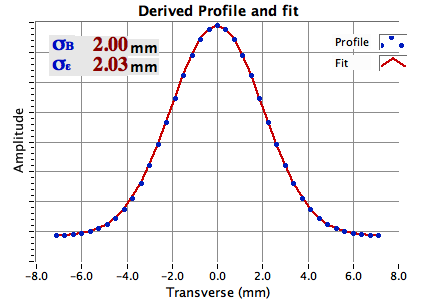 Derived Profile and fit
σB 2.00 mm
σε 2.03 mm
Profile
Fit
Amplitude
-8.0 -6.0 -4.0 -2.0 0.0 2.0 4.0 6.0 8.0
Transverse (mm)